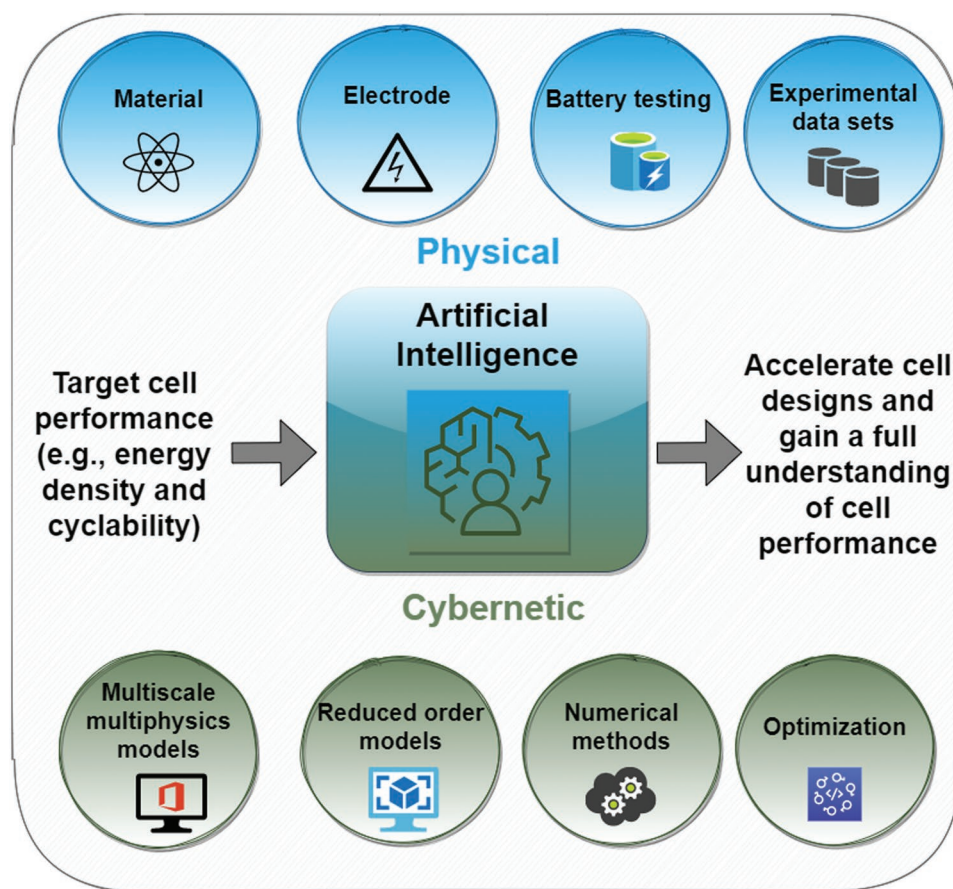 Material
Electrode
Battery testing
Experimental
data sets
Physical
Artificial
Intelligence
Target cell
performance
(e.g., energy
density and
cyclability)
Accelerate cell
designs and
gain a full
understanding
of cell
performance
Cybernetic
Multiscale
multiphysics
models
Reduced order
models
Numerical
methods
Optimization